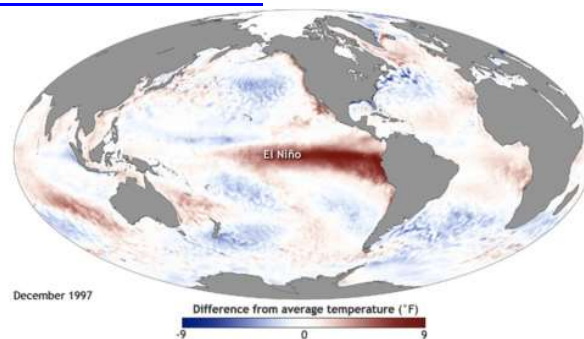 El Niño
December 1997
Difference from average temperature (°F)
-9 0 9